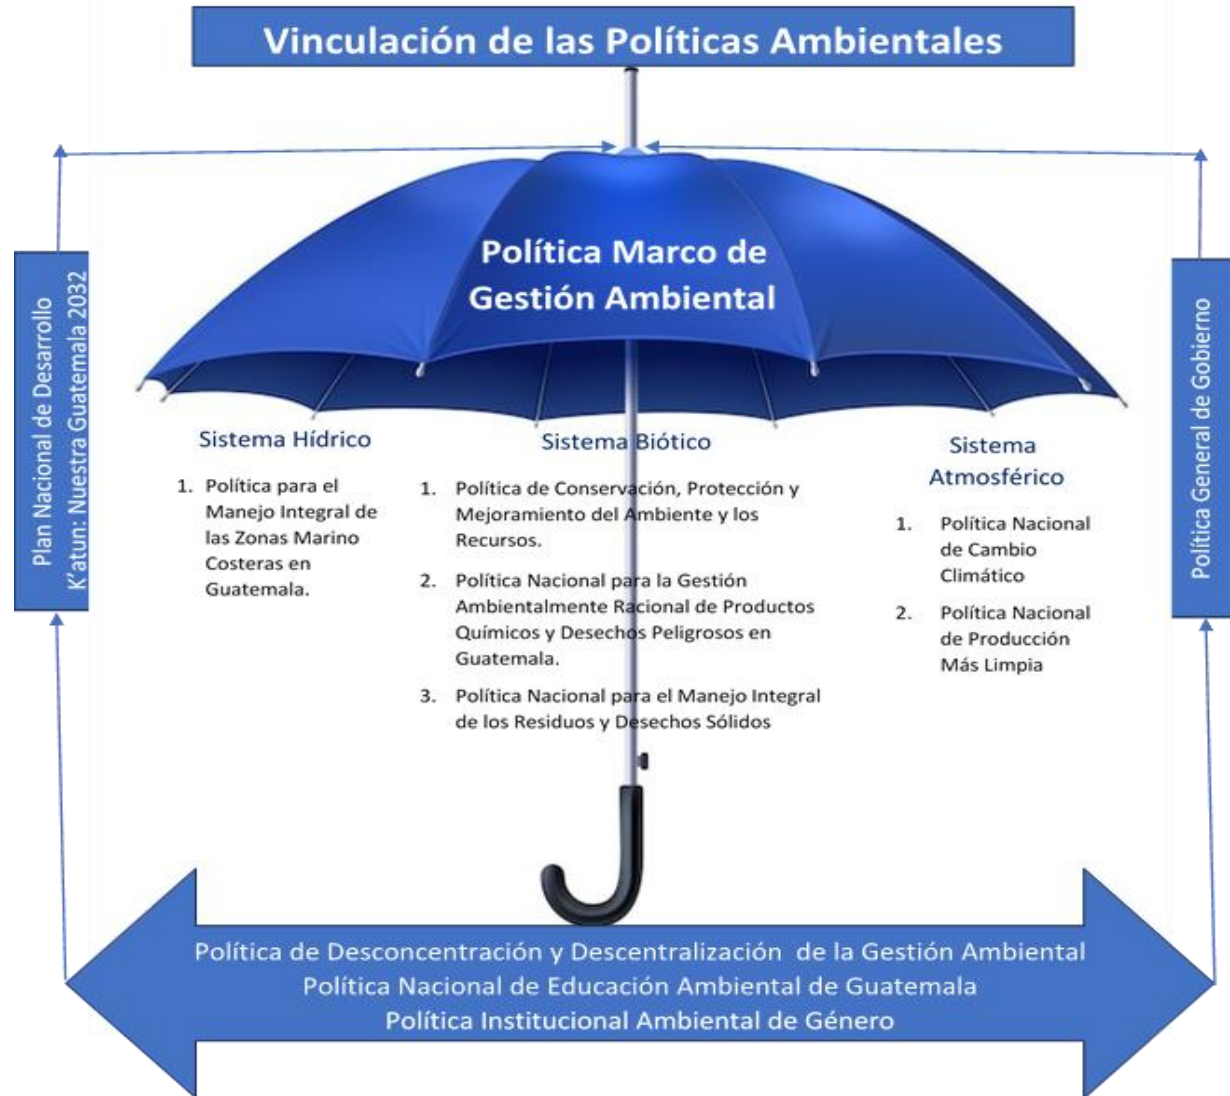 Vinculación de las Políticas Ambientales
Política Marco de
Gestión Ambiental
Plan Nacional de Desarrollo
K'atun: Nuestra Guatemala 2032
Sistema Hídrico
1. Política para el
Manejo Integral de
las Zonas Marino
Costeras en
Guatemala.
Sistema Biótico
1. Política de Conservación, Protección y
Mejoramiento del Ambiente y los
Recursos.
2. Política Nacional para la Gestión
Ambientalmente Racional de Productos
Químicos y Desechos Peligrosos en
Guatemala.
3. Política Nacional para el Manejo Integral
de los Residuos y Desechos Sólidos
Sistema
Atmosférico
1. Política Nacional
de Cambio
Climático
2. Política Nacional
de Producción
Más Limpia
Política General de Gobierno
Política de Desconcentración y Descentralización de la Gestión Ambiental
Política Nacional de Educación Ambiental de Guatemala
Política Institucional Ambiental de Género